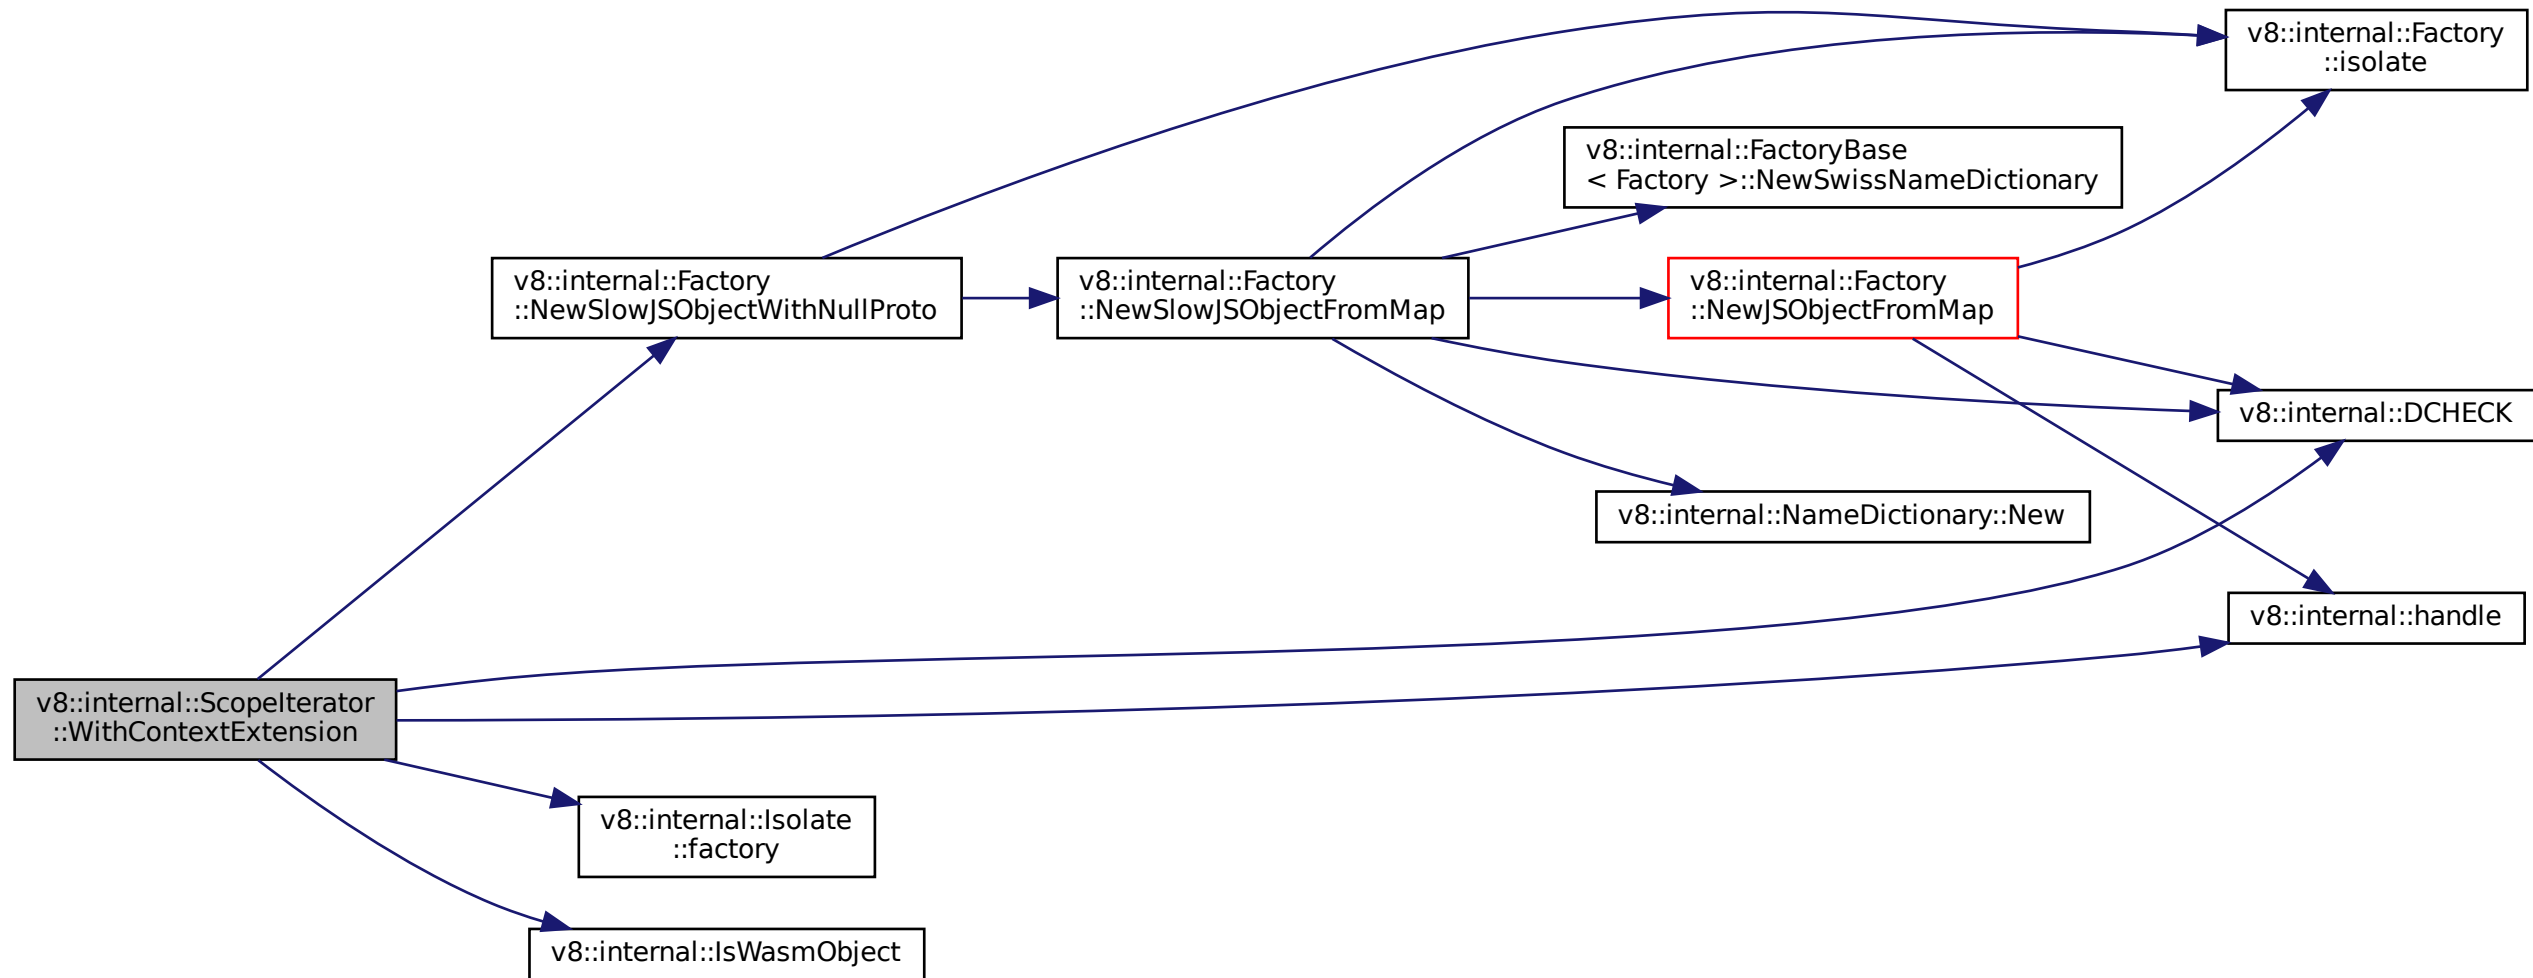 v8::internal::Factory
::isolate
v8::internal::FactoryBase
< Factory >::NewSwissNameDictionary
v8::internal::Factory
::NewSlowJSObjectWithNullProto
v8::internal::Factory
::NewSlowJSObjectFromMap
v8::internal::Factory
::NewJSObjectFromMap
v8::internal::DCHECK
v8::internal::NameDictionary::New
v8::internal::handle
v8::internal::ScopeIterator
::WithContextExtension
v8::internal::Isolate
::factory
v8::internal::IsWasmObject